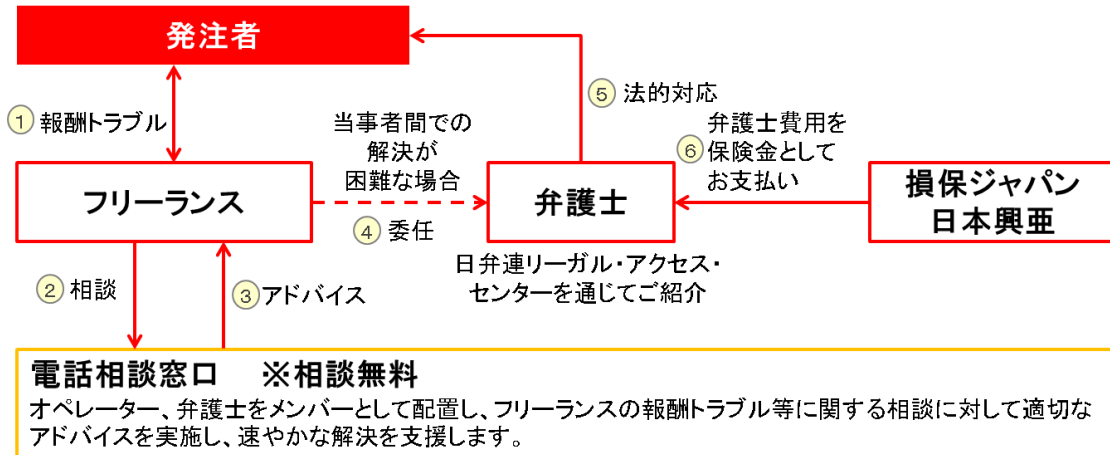 発注者
① 報酬トラブル
当事者間での
解決が
困難な場合
⑤ 法的対応
弁護士費用を
⑥ 保険金として
お支払い
フリーランス
弁護士
損保ジャパン
日本興亜
④ 委任
日弁連リーガル・アクセス・
センターを通じてご紹介
② 相談
③ アドバイス
電話相談窓口　※相談無料
オペレーター、弁護士をメンバーとして配置し、フリーランスの報酬トラブル等に関する相談に対して適切な
アドバイスを実施し、速やかな解決を支援します。